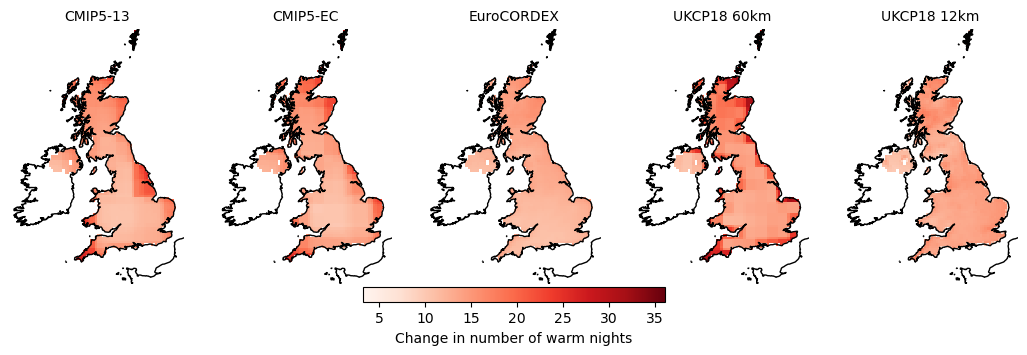 CMIP5-13 CMIP5-EC EuroCORDEX UKCP18 60km UKCP18 12km
5 10 15 20 25 30 35
Change in number of warm nights